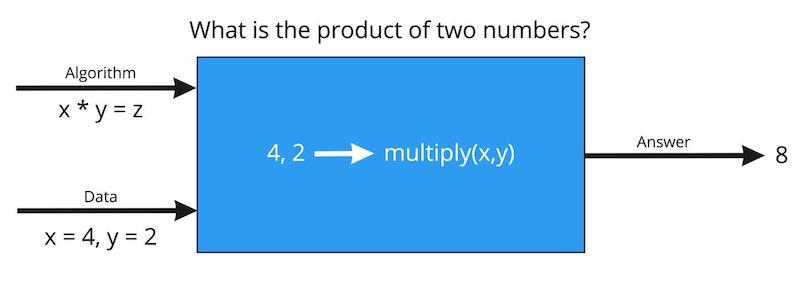 What is the product of two numbers?
Algorithm
x * y = z
4, 2 multiply(x,y)
Answer
8
Data
x = 4, y = 2